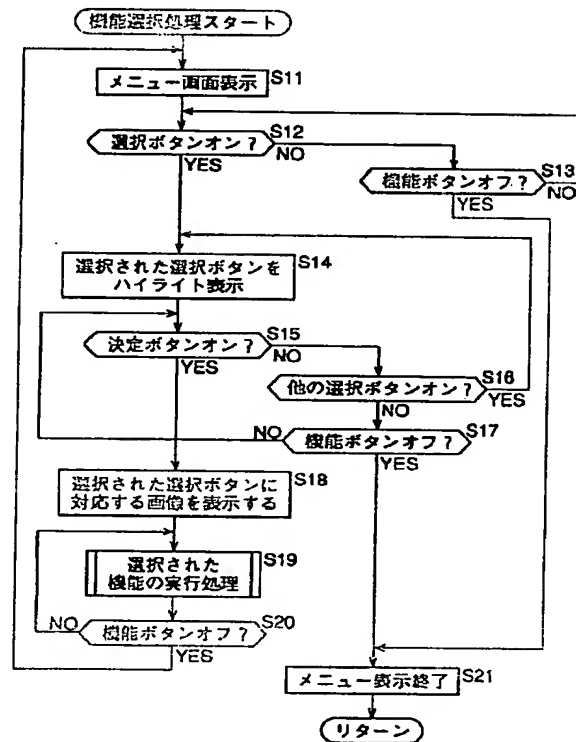 機能選択処理スタート
メニュー画面表示
S11
選択ボタンオン?
S12
NO
YES
機能ボタンオフ?
S13
NO
YES
選択された選択ボタンを
ハイライト表示
S14
決定ボタンオン?
S15
NO
YES
他の選択ボタンオン?
S16
YES
NO
機能ボタンオフ?
S17
NO
YES
選択された選択ボタンに
対応する画像を表示する
S18
選択された
機能の実行処理
S19
機能ボタンオフ?
S20
NO
YES
メニュー表示終了
S21
リターン